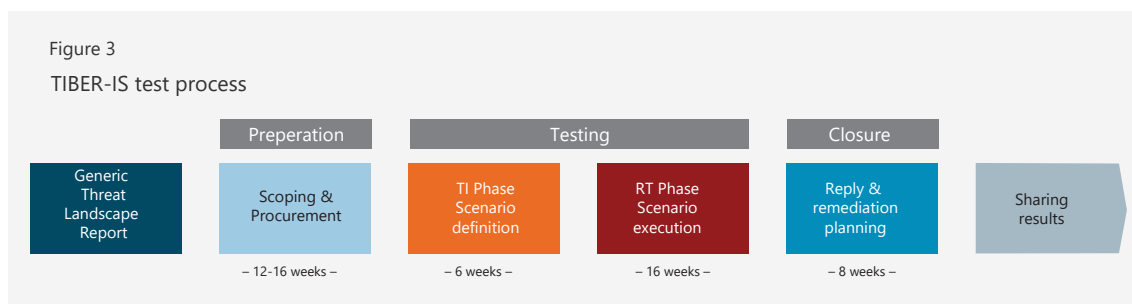 Figure 3
TIBER-IS test process
Preperation
Testing
Closure
Generic
Threat
Landscape
Report
Scoping &
Procurement
TI Phase
Scenario
definition
RT Phase
Scenario
execution
Reply &
remediation
planning
Sharing
results
– 12-16 weeks –
– 6 weeks –
– 16 weeks –
– 8 weeks –